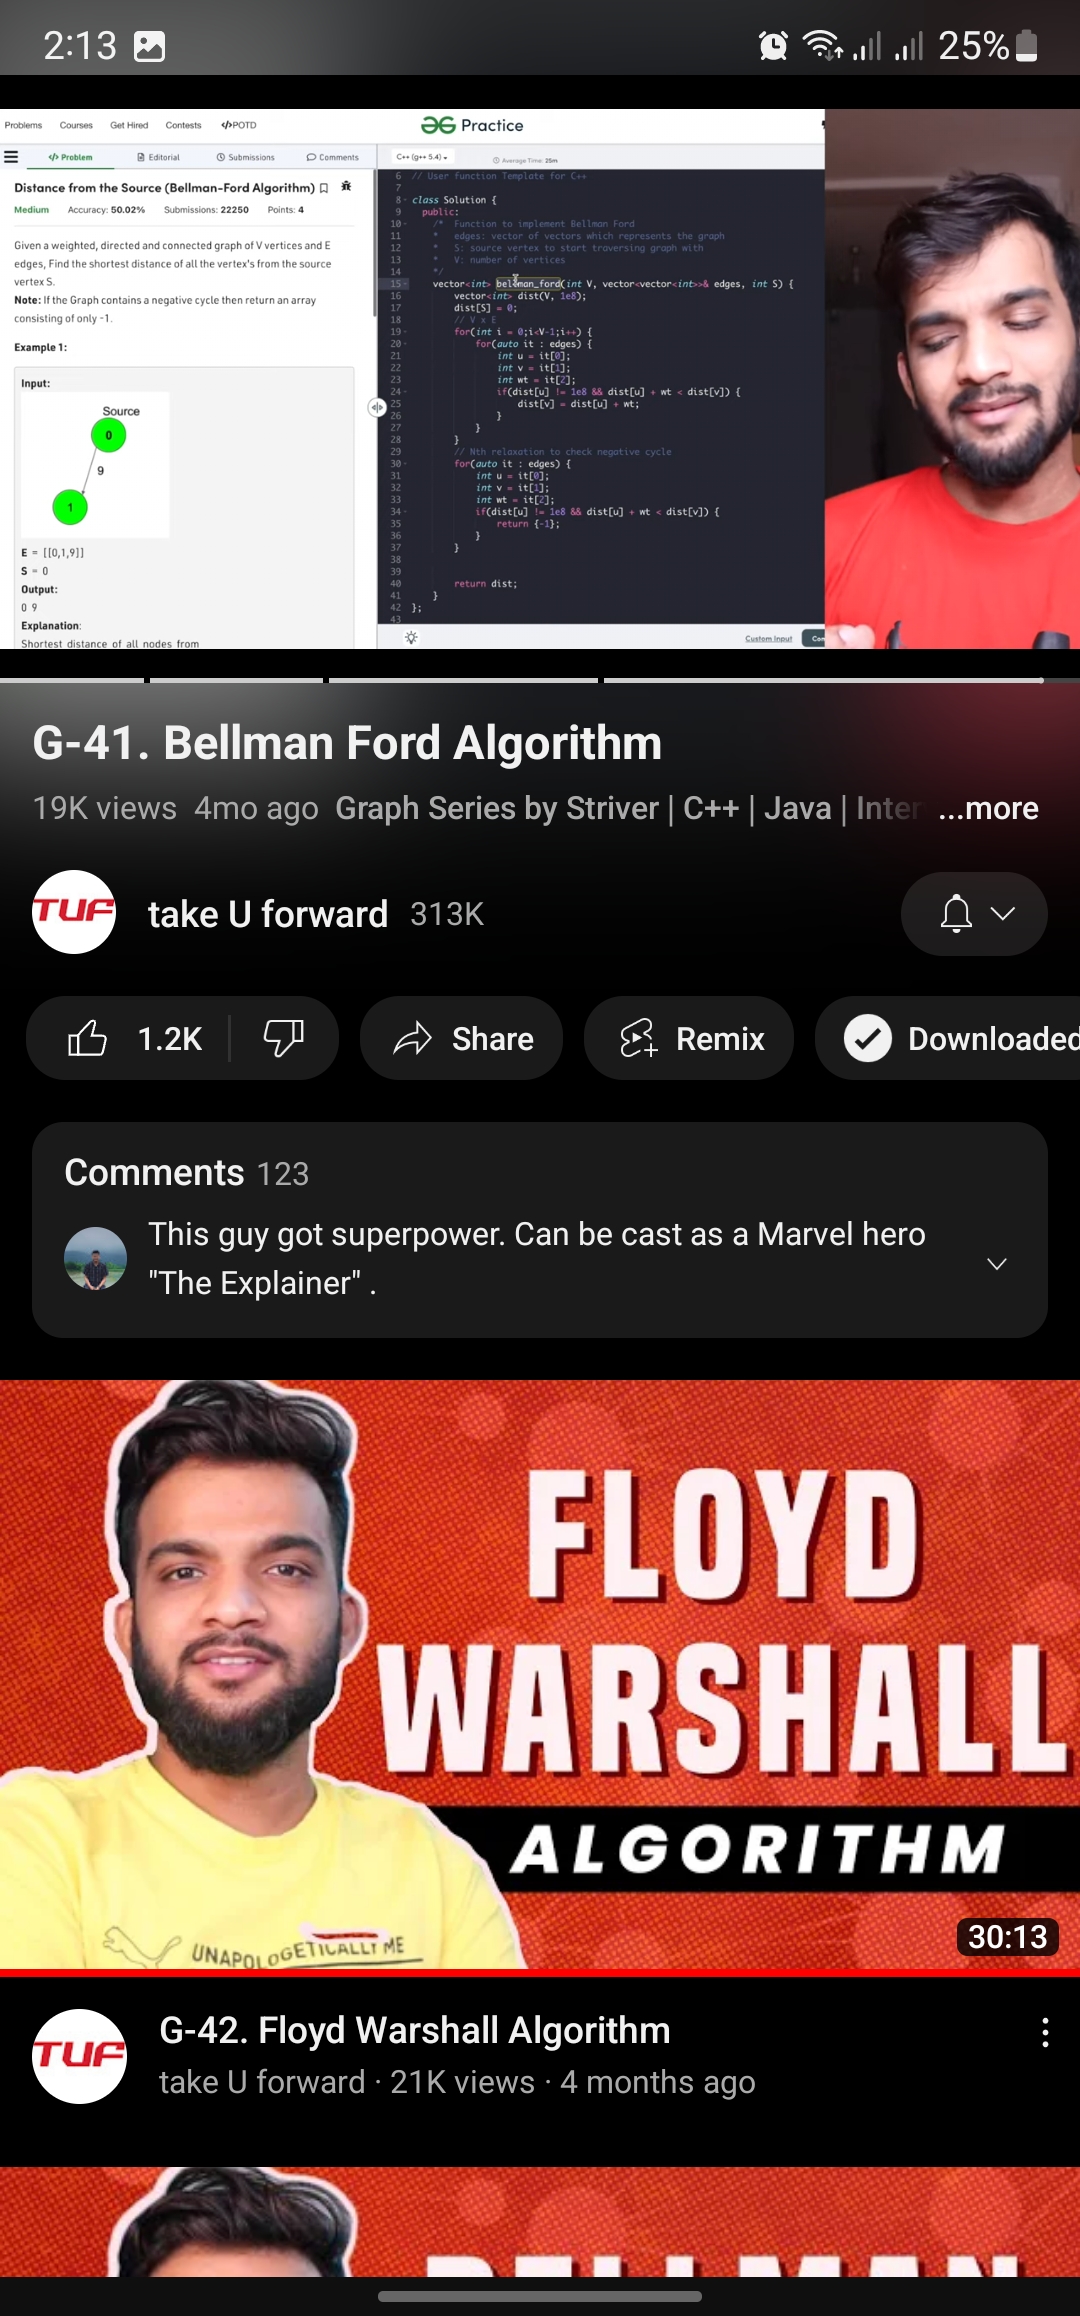 2:13
25%
Problems Courses Get Hired Contests </>POTD
Practice
</> Problem Editorial Submissions Comments
C++ (g++ 5.4)
Average Time: 25m
Distance from the Source (Bellman-Ford Algorithm)
Medium Accuracy: 50.02% Submissions: 22250 Points: 4
Given a weighted, directed and connected graph of V vertices and E
edges, Find the shortest distance of all the vertex's from the source
vertex S.
Note: If the Graph contains a negative cycle then return an array
consisting of only -1.
Example 1:
Input:
Source
0
9
1
E = [[0,1,9]]
S = 0
Output:
0 9
Explanation:
Shortest distance of all nodes from
6 // User function Template for C++
7
8 class Solution {
9 public:
10 /* Function to implement Bellman Ford
11 * edges: vector of vectors which represents the graph
12 * S: source vertex to start traversing graph with
13 * V: number of vertices
14 */
15 vector<int> bellman_ford(int V, vector<vector<int>>& edges, int S) {
16 vector<int> dist(V, 1e8);
17 dist[S] = 0;
18 // V x E
19 for(int i = 0;i<V-1;i++) {
20 for(auto it : edges) {
21 int u = it[0];
22 int v = it[1];
23 int wt = it[2];
24 if(dist[u] != 1e8 && dist[u] + wt < dist[v]) {
25 dist[v] = dist[u] + wt;
26 }
27 }
28 }
29 // Nth relaxation to check negative cycle
30 for(auto it : edges) {
31 int u = it[0];
32 int v = it[1];
33 int wt = it[2];
34 if(dist[u] != 1e8 && dist[u] + wt < dist[v]) {
35 return {-1};
36 }
37 }
38
39
40 return dist;
41 }
42 };
43
Custom Input Com
G-41. Bellman Ford Algorithm
19K views 4mo ago Graph Series by Striver | C++ | Java | Inter ...more
TUF take U forward 313K
1.2K Share Remix Downloaded
Comments 123
This guy got superpower. Can be cast as a Marvel hero
"The Explainer" .
FLOYD
WARSHALL
ALGORITHM
UNAPOLOGETICALLY ME
30:13
TUF
G-42. Floyd Warshall Algorithm
take U forward · 21K views · 4 months ago
BELLMAN